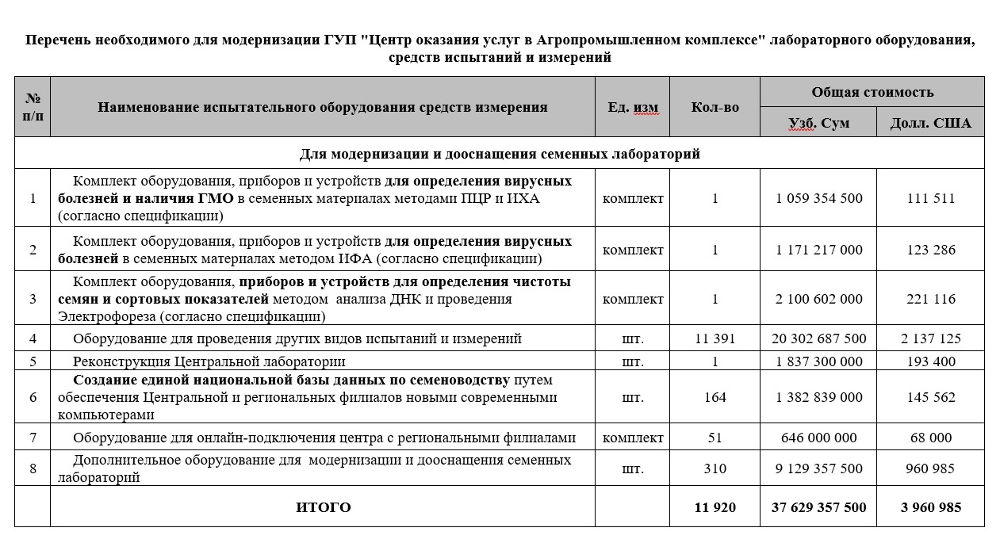 Перечень необходимого для модернизации ГУП "Центр оказания услуг в Агропромышленном комплексе" лабораторного оборудования,
средств испытаний и измерений
№ п/п Наименование испытательного оборудования средств измерения Ед. изм Кол-во Общая стоимость
Узб. Сум Долл. США
Для модернизации и дооснащения семенных лабораторий
Комплект оборудования, приборов и устройств для определения вирусных
1 болезней и наличия ГМО в семенных материалах методами ПЦР и ИХА комплект 1 1 059 354 500 111 511
(согласно спецификации)
Комплект оборудования, приборов и устройств для определения вирусных
2 болезней в семенных материалах методом ИФА (согласно спецификации) комплект 1 1 171 217 000 123 286
Комплект оборудования, приборов и устройств для определения чистоты
3 семян и сортовых показателей методом анализа ДНК и проведения комплект 1 2 100 602 000 221 116
Электрофореза (согласно спецификации)
4 Оборудование для проведения других видов испытаний и измерений шт. 11 391 20 302 687 500 2 137 125
5 Реконструкция Центральной лаборатории шт. 1 1 837 300 000 193 400
Создание единой национальной базы данных по семеноводству путем
6 обеспечения Центральной и региональных филиалов новыми современными шт. 164 1 382 839 000 145 562
компьютерами
7 Оборудование для онлайн-подключения центра с региональными филиалами комплект 51 646 000 000 68 000
Дополнительное оборудование для модернизации и дооснащения семенных
8 лабораторий шт. 310 9 129 357 500 960 985
ИТОГО 11 920 37 629 357 500 3 960 985